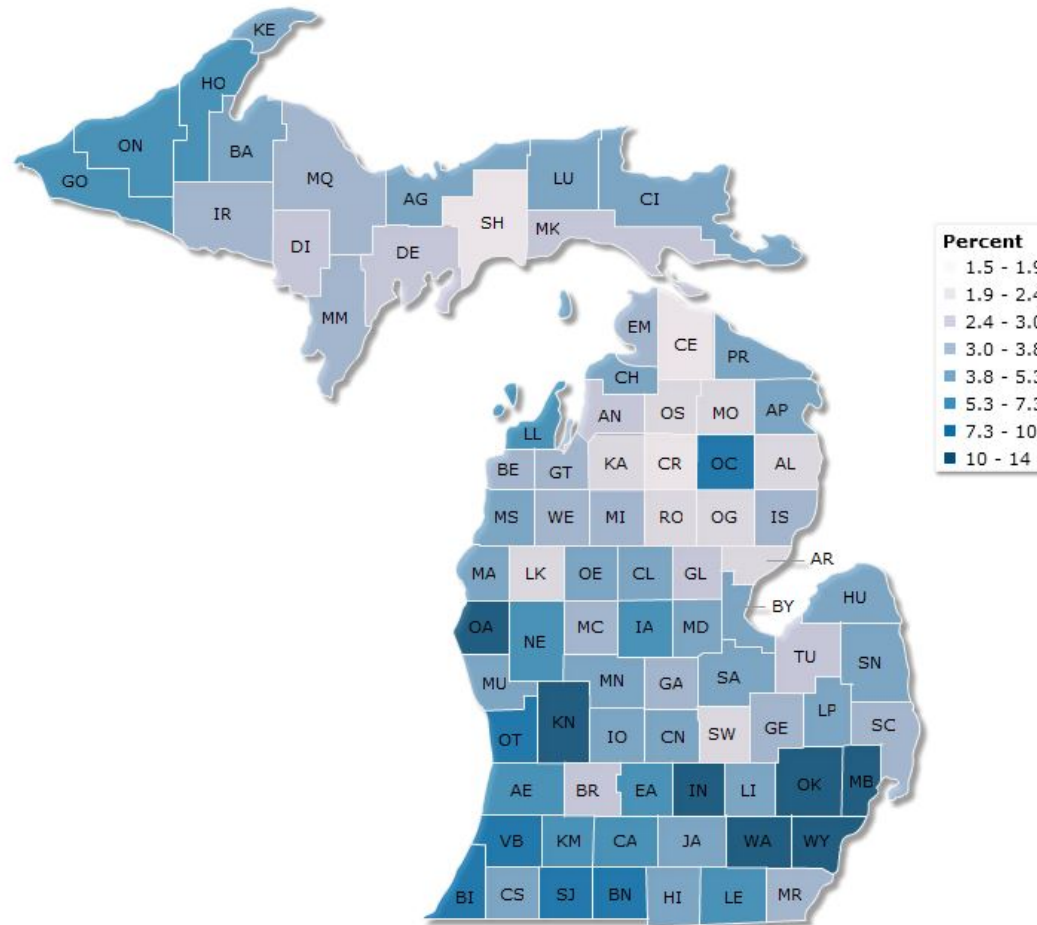 KE
HO
ON
BA
GO
MQ
AG
LU
CI
IR
SH
MK
DI
DE
MM
EM
CE
PR
CH
AN
OS
MO
AP
LL
BE
GT
KA
CR
OC
AL
MS
WE
MI
RO
OG
IS
AR
MA
LK
OE
CL
GL
BY
HU
OA
NE
MC
IA
MD
TU
SN
MU
MN
GA
SA
LP
OT
KN
IO
CN
SW
GE
SC
AE
BR
EA
IN
LI
OK
MB
VB
KM
CA
JA
WA
WY
BI
CS
SJ
BN
HI
LE
MR
Percent
1.5 - 1.9
1.9 - 2.4
2.4 - 3.0
3.0 - 3.8
3.8 - 5.3
5.3 - 7.3
7.3 - 10
10 - 14